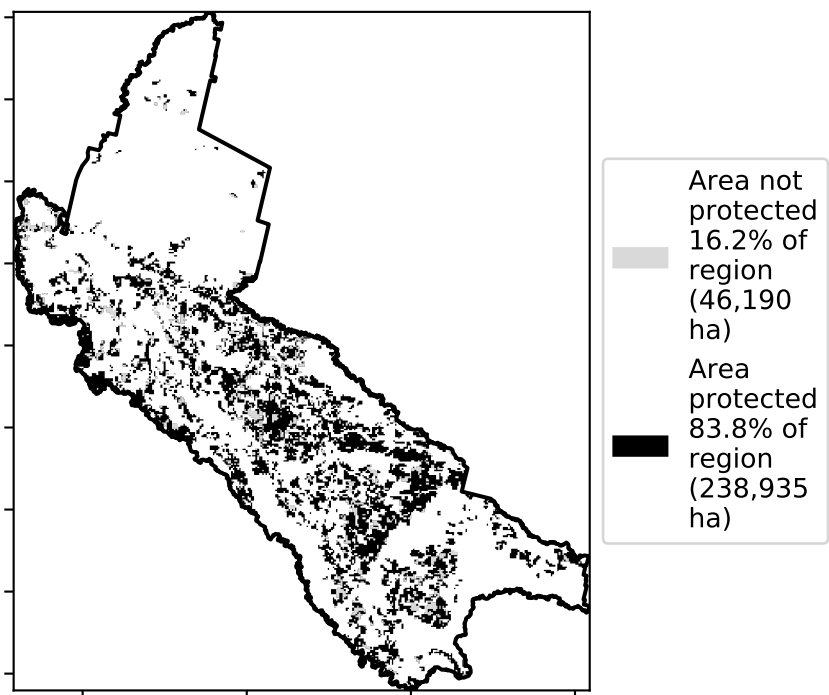 Area not
protected
16.2% of
region
(46,190
ha)
Area
protected
83.8% of
region
(238,935
ha)